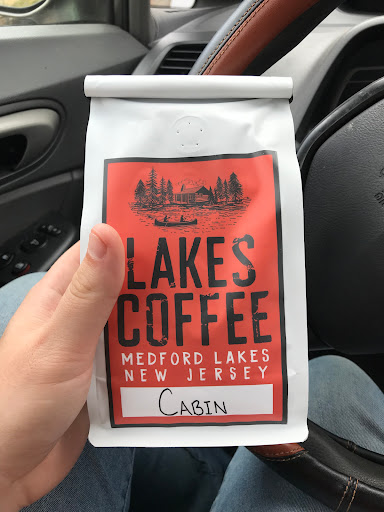 LAKES
COFFEE
MEDFORD LAKES
NEW JERSEY
CABIN